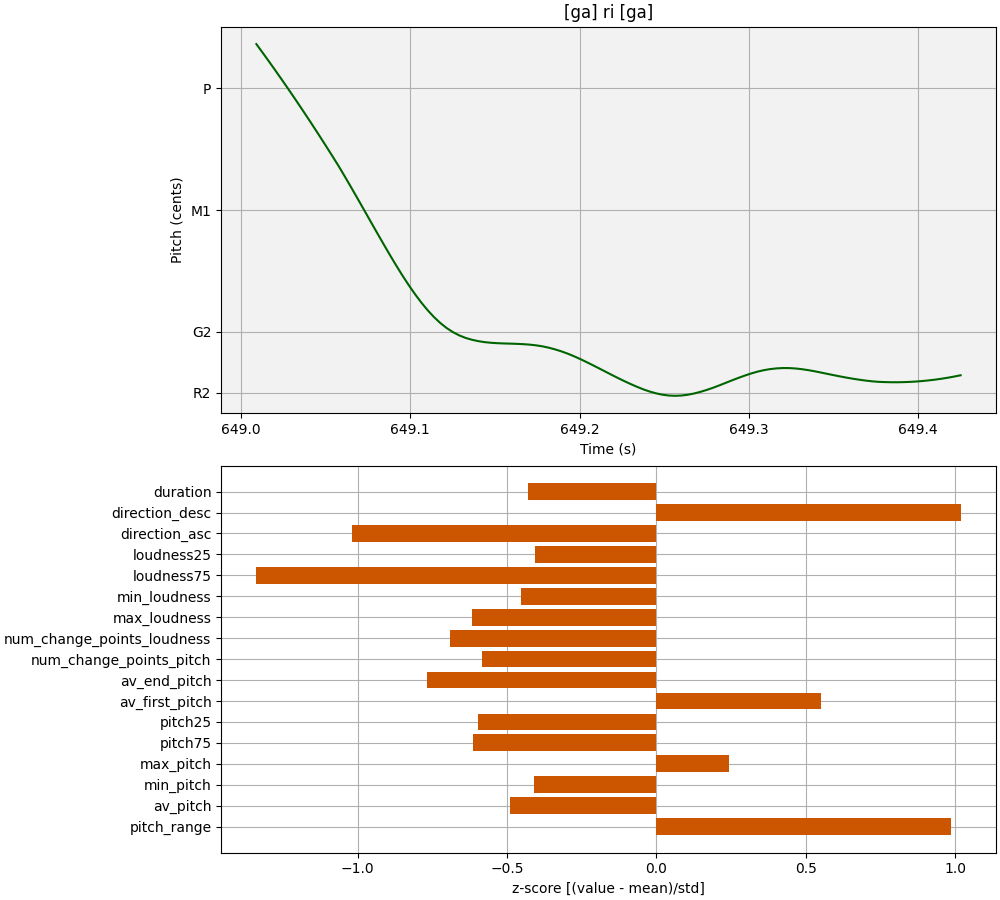 [ga] ri [ga]
Pitch (cents)
P
M1
G2
R2
649.0 649.1 649.2 649.3 649.4
Time (s)
duration
direction_desc
direction_asc
loudness25
loudness75
min_loudness
max_loudness
num_change_points_loudness
num_change_points_pitch
av_end_pitch
av_first_pitch
pitch25
pitch75
max_pitch
min_pitch
av_pitch
pitch_range
−1.0 −0.5 0.0 0.5 1.0
z-score [(value - mean)/std]